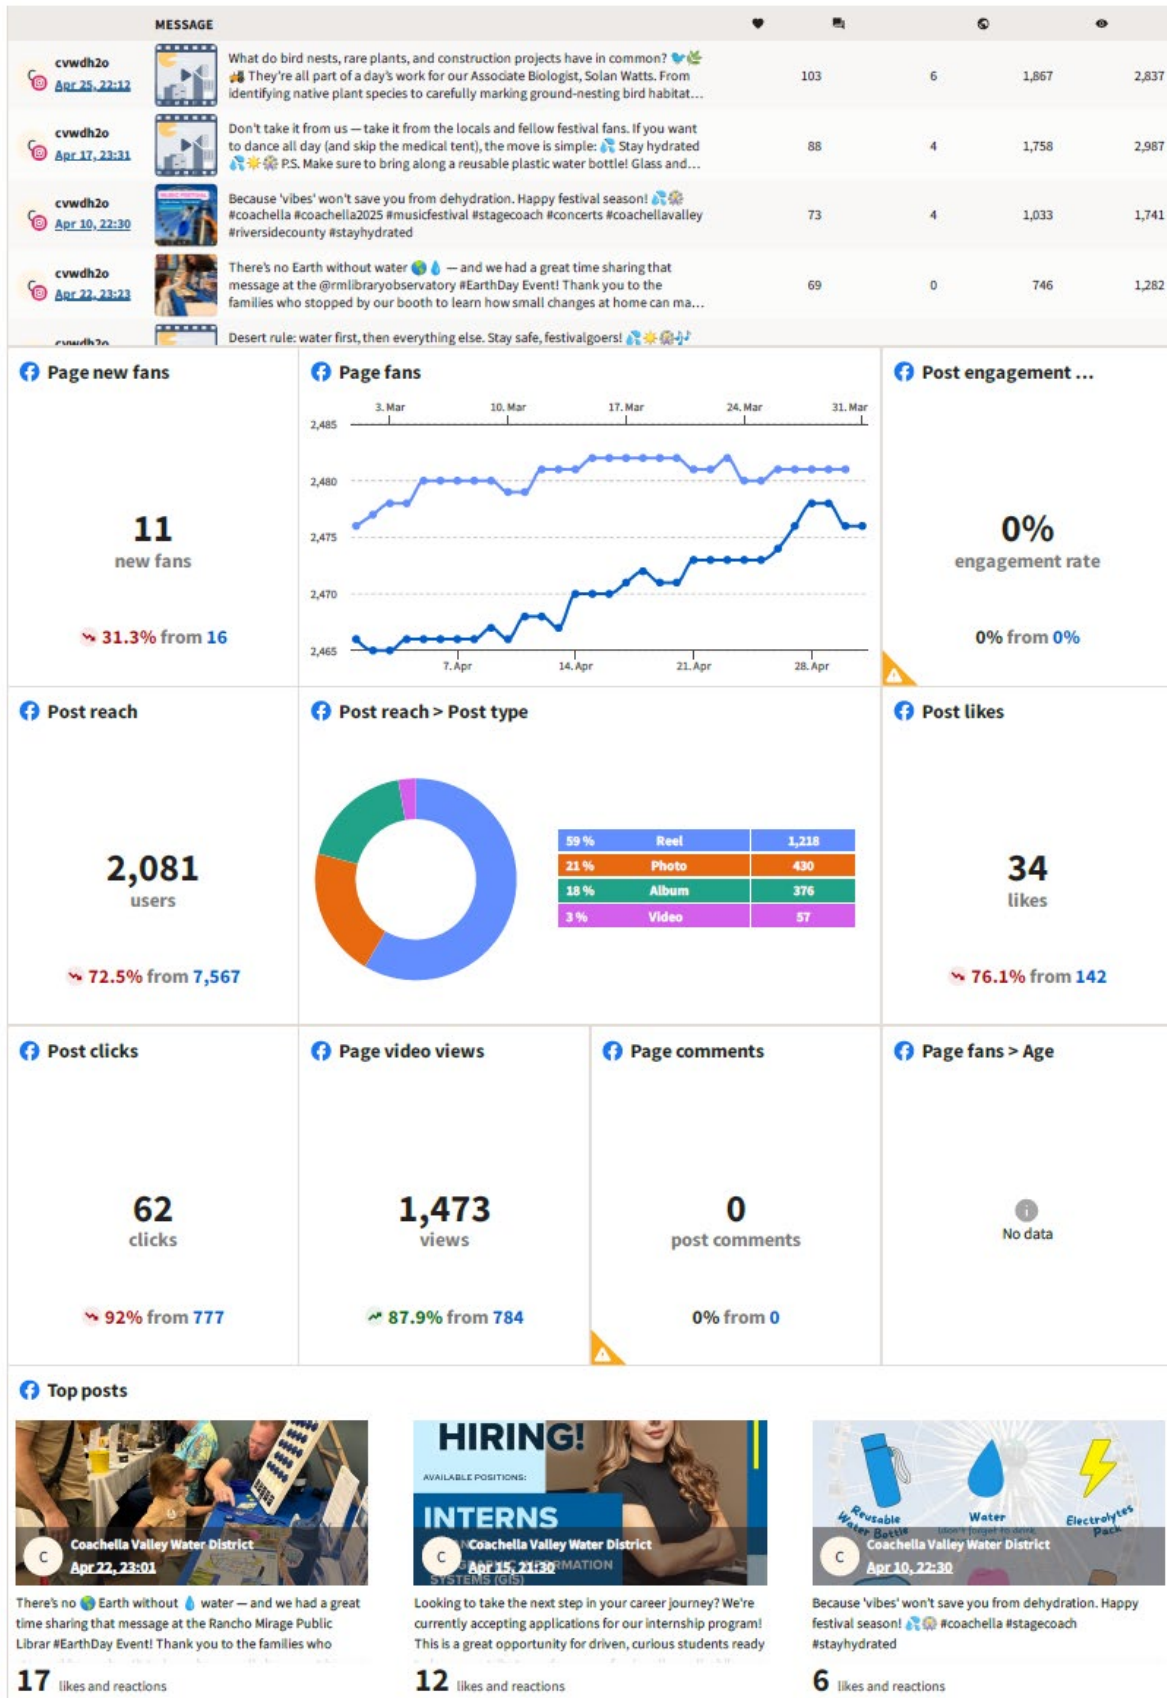 MESSAGE
cvwdh2o
Apr 25, 22:12
What do bird nests, rare plants, and construction projects have in common? 🐦🌿
🚜 They're all part of a day's work for our Associate Biologist, Solan Watts. From
identifying native plant species to carefully marking ground-nesting bird habitat...
103 6 1,867 2,837
cvwdh2o
Apr 17, 23:31
Don't take it from us — take it from the locals and fellow festival fans. If you want
to dance all day (and skip the medical tent), the move is simple: 💦 Stay hydrated
💦☀️🎡 P.S. Make sure to bring along a reusable plastic water bottle! Glass and...
88 4 1,758 2,987
cvwdh2o
Apr 10, 22:30
MUSIC FESTIVAL
Because 'vibes' won't save you from dehydration. Happy festival season! 💦🎡
#coachella #coachella2025 #musicfestival #stagecoach #concerts #coachellavalley
#riversidecounty #stayhydrated
73 4 1,033 1,741
cvwdh2o
Apr 22, 23:23
There's no Earth without water 🌎💧 — and we had a great time sharing that
message at the @rmlibraryobservatory #EarthDay Event! Thank you to the
families who stopped by our booth to learn how small changes at home can ma...
69 0 746 1,282
cvwdh2o
Desert rule: water first, then everything else. Stay safe, festivalgoers! 💦☀️🎡🎶
Page new fans
11
new fans
31.3% from 16
Page fans
3. Mar 10. Mar 17. Mar 24. Mar 31. Mar
2,485
2,480
2,475
2,470
2,465
7. Apr 14. Apr 21. Apr 28. Apr
Post engagement ...
0%
engagement rate
0% from 0%
Post reach
2,081
users
72.5% from 7,567
Post reach > Post type
59 % Reel 1,218
21 % Photo 430
18 % Album 376
3 % Video 57
Post likes
34
likes
76.1% from 142
Post clicks
62
clicks
92% from 777
Page video views
1,473
views
87.9% from 784
Page comments
0
post comments
0% from 0
Page fans > Age
No data
Top posts
C
Coachella Valley Water District
Apr 22, 23:01
There's no 🌎 Earth without 💧 water — and we had a great
time sharing that message at the Rancho Mirage Public
Librar #EarthDay Event! Thank you to the families who
17 likes and reactions
HIRING!
AVAILABLE POSITIONS:
INTERNS
C
Coachella Valley Water District
Apr 15, 21:30
INFORMATION
SYSTEMS (GIS)
Looking to take the next step in your career journey? We're
currently accepting applications for our internship program!
This is a great opportunity for driven, curious students ready
12 likes and reactions
Reusable
Water Bottle
Water
Electrolytes
Pack
C
Coachella Valley Water District
Apr 10, 22:30
Because 'vibes' won't save you from dehydration. Happy
festival season! 💦🎡 #coachella #stagecoach
#stayhydrated
6 likes and reactions